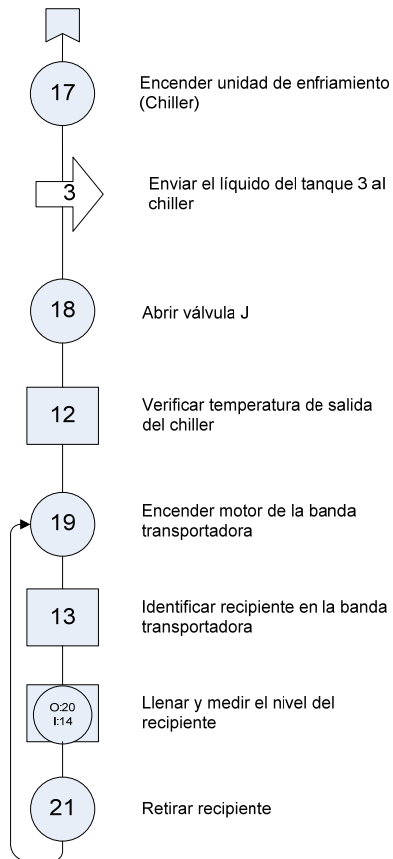 17
Encender unidad de enfriamiento
(Chiller)
3
Enviar el líquido del tanque 3 al
chiller
18
Abrir válvula J
12
Verificar temperatura de salida
del chiller
19
Encender motor de la banda
transportadora
13
Identificar recipiente en la banda
transportadora
O:20
I:14
Llenar y medir el nivel del
recipiente
21
Retirar recipiente